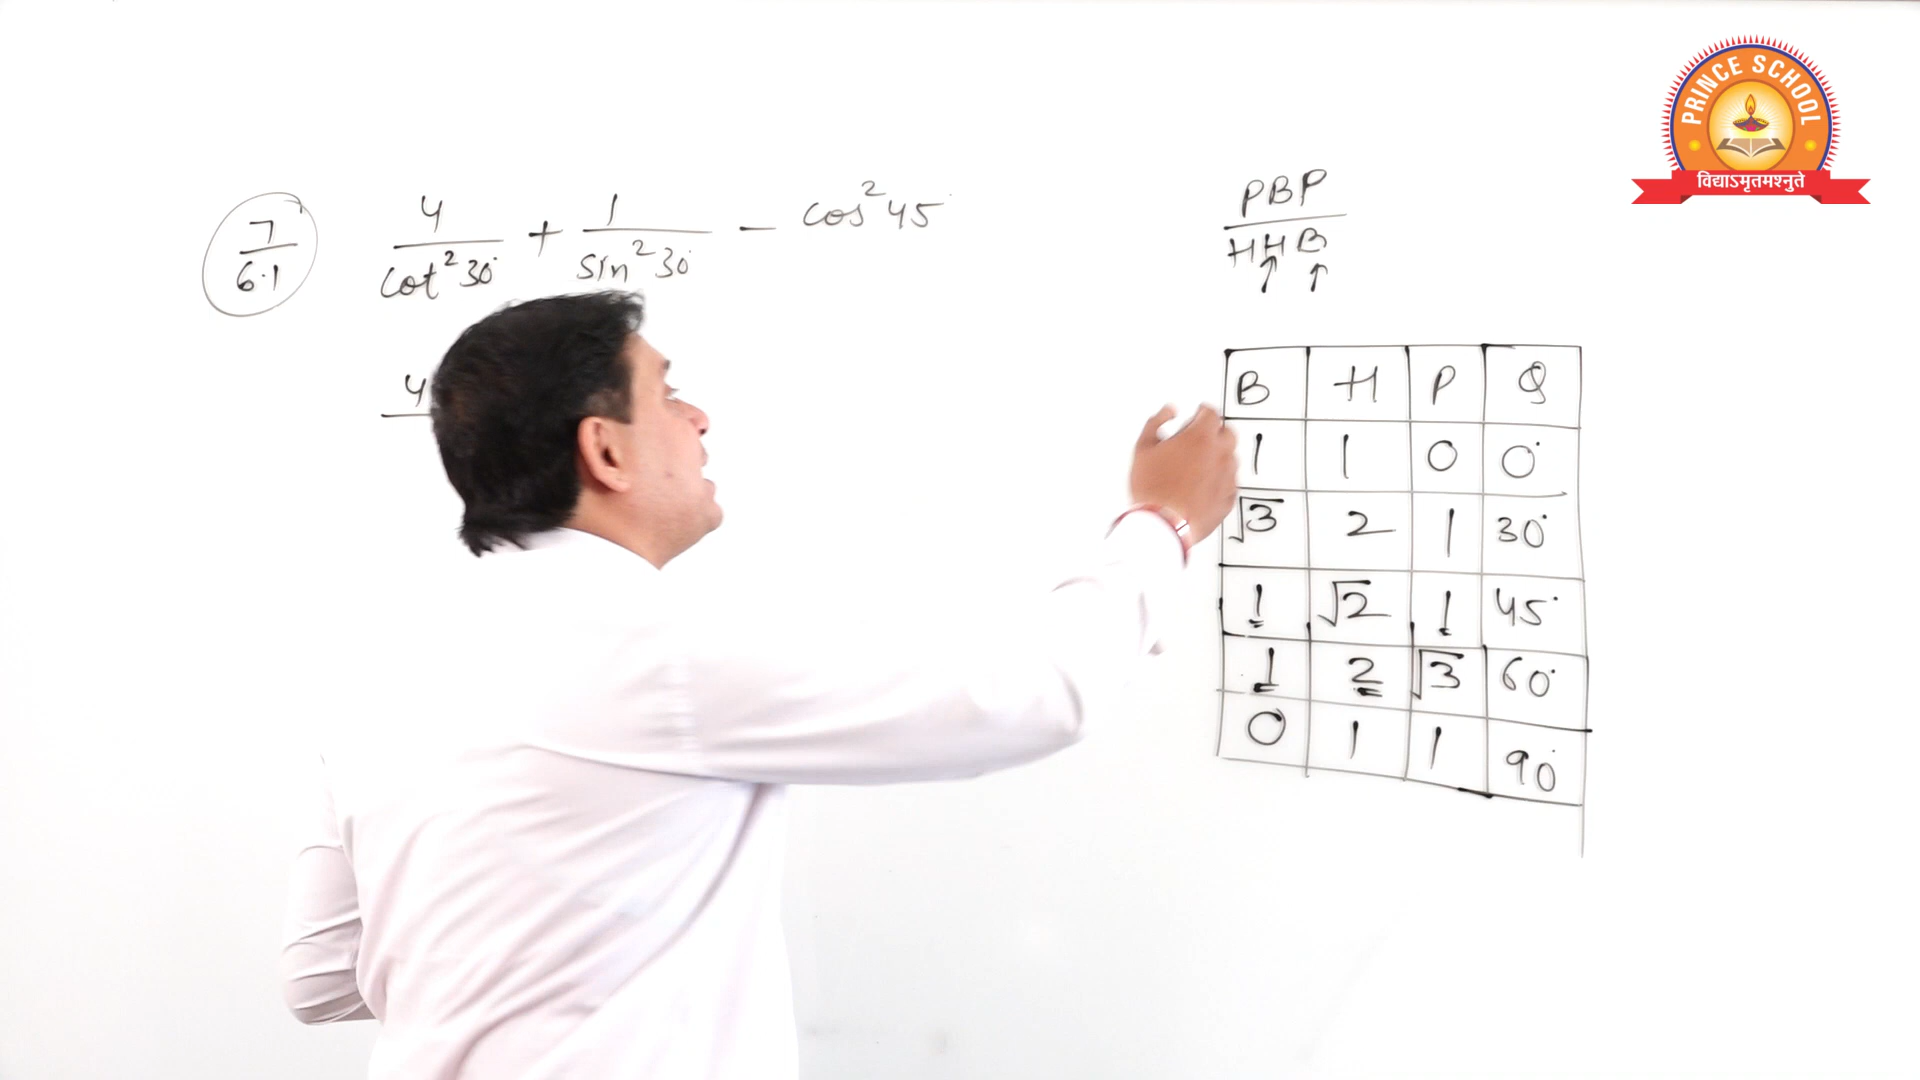 PRINCE SCHOOL
विद्याऽमृतमश्नुते
7/6.1 4/cot²30° + 1/sin²30° - cos²45°
4
PBP
HHB
B H P θ
1 1 0 0°
√3 2 1 30°
1 √2 1 45°
1 2 √3 60°
0 1 1 90°